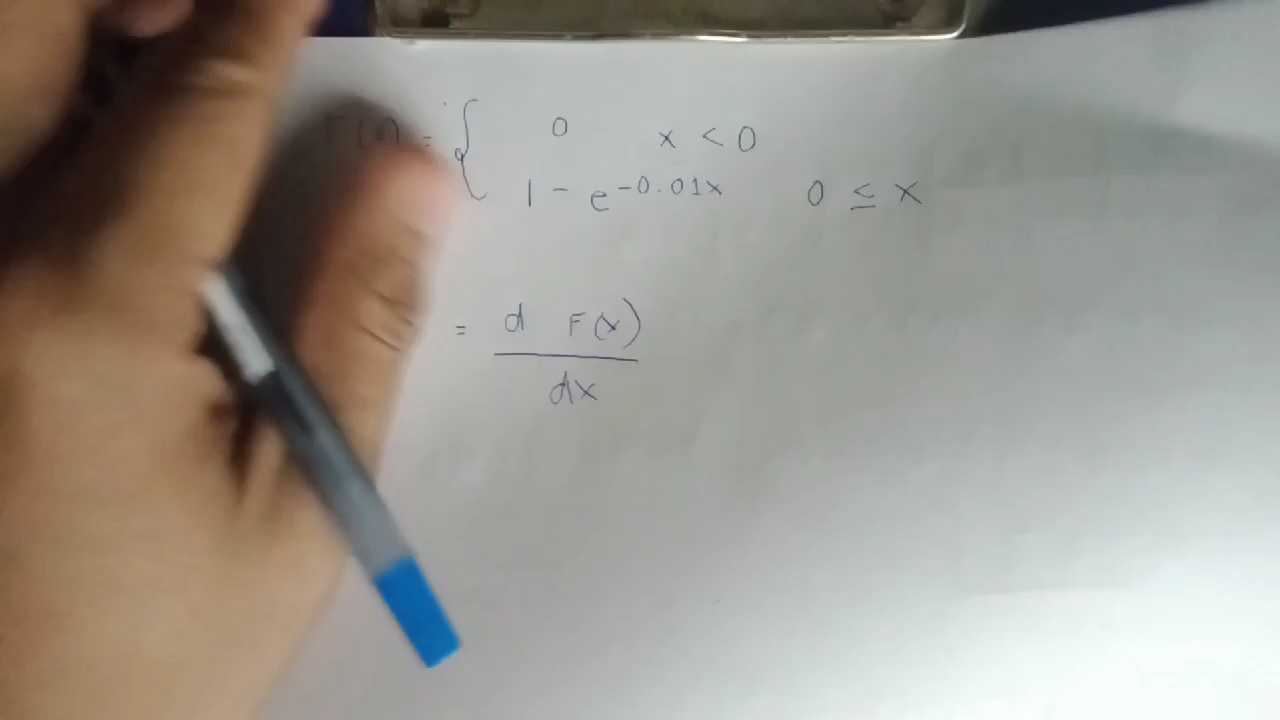 F(x) = { 0 x < 0
1 - e^-0.01x 0 ≤ x
= d F(x)
dx